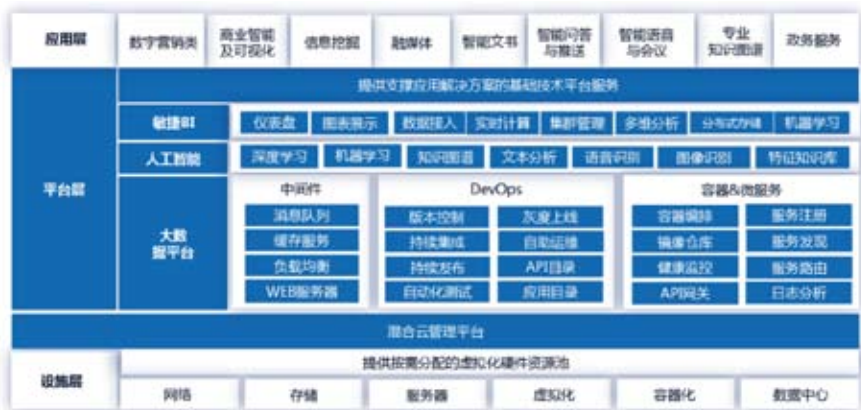 应用层
数字营销类 商业智能及可视化 信息挖掘 融媒体 智能文书 智能问答与推送 智能语音与会议 专业知识图谱 政务服务
平台层
提供支撑应用解决方案的基础技术平台服务
敏捷BI
仪表盘 图表展示 数据接入 实时计算 集群管理 多维分析 分布式存储 机器学习
人工智能
深度学习 机器学习 知识图谱 文本分析 语音识别 图像识别 特征知识库
大数据平台
中间件
消息队列
缓存服务
负载均衡
WEB服务器
DevOps
版本控制 灰度上线
持续集成 自助运维
持续发布 API目录
自动化测试 应用目录
容器&微服务
容器编排 服务注册
镜像仓库 服务发现
健康监控 服务路由
API网关 日志分析
混合云管理平台
设施层
提供按需分配的虚拟化硬件资源池
网络 存储 服务器 虚拟化 容器化 数据中心